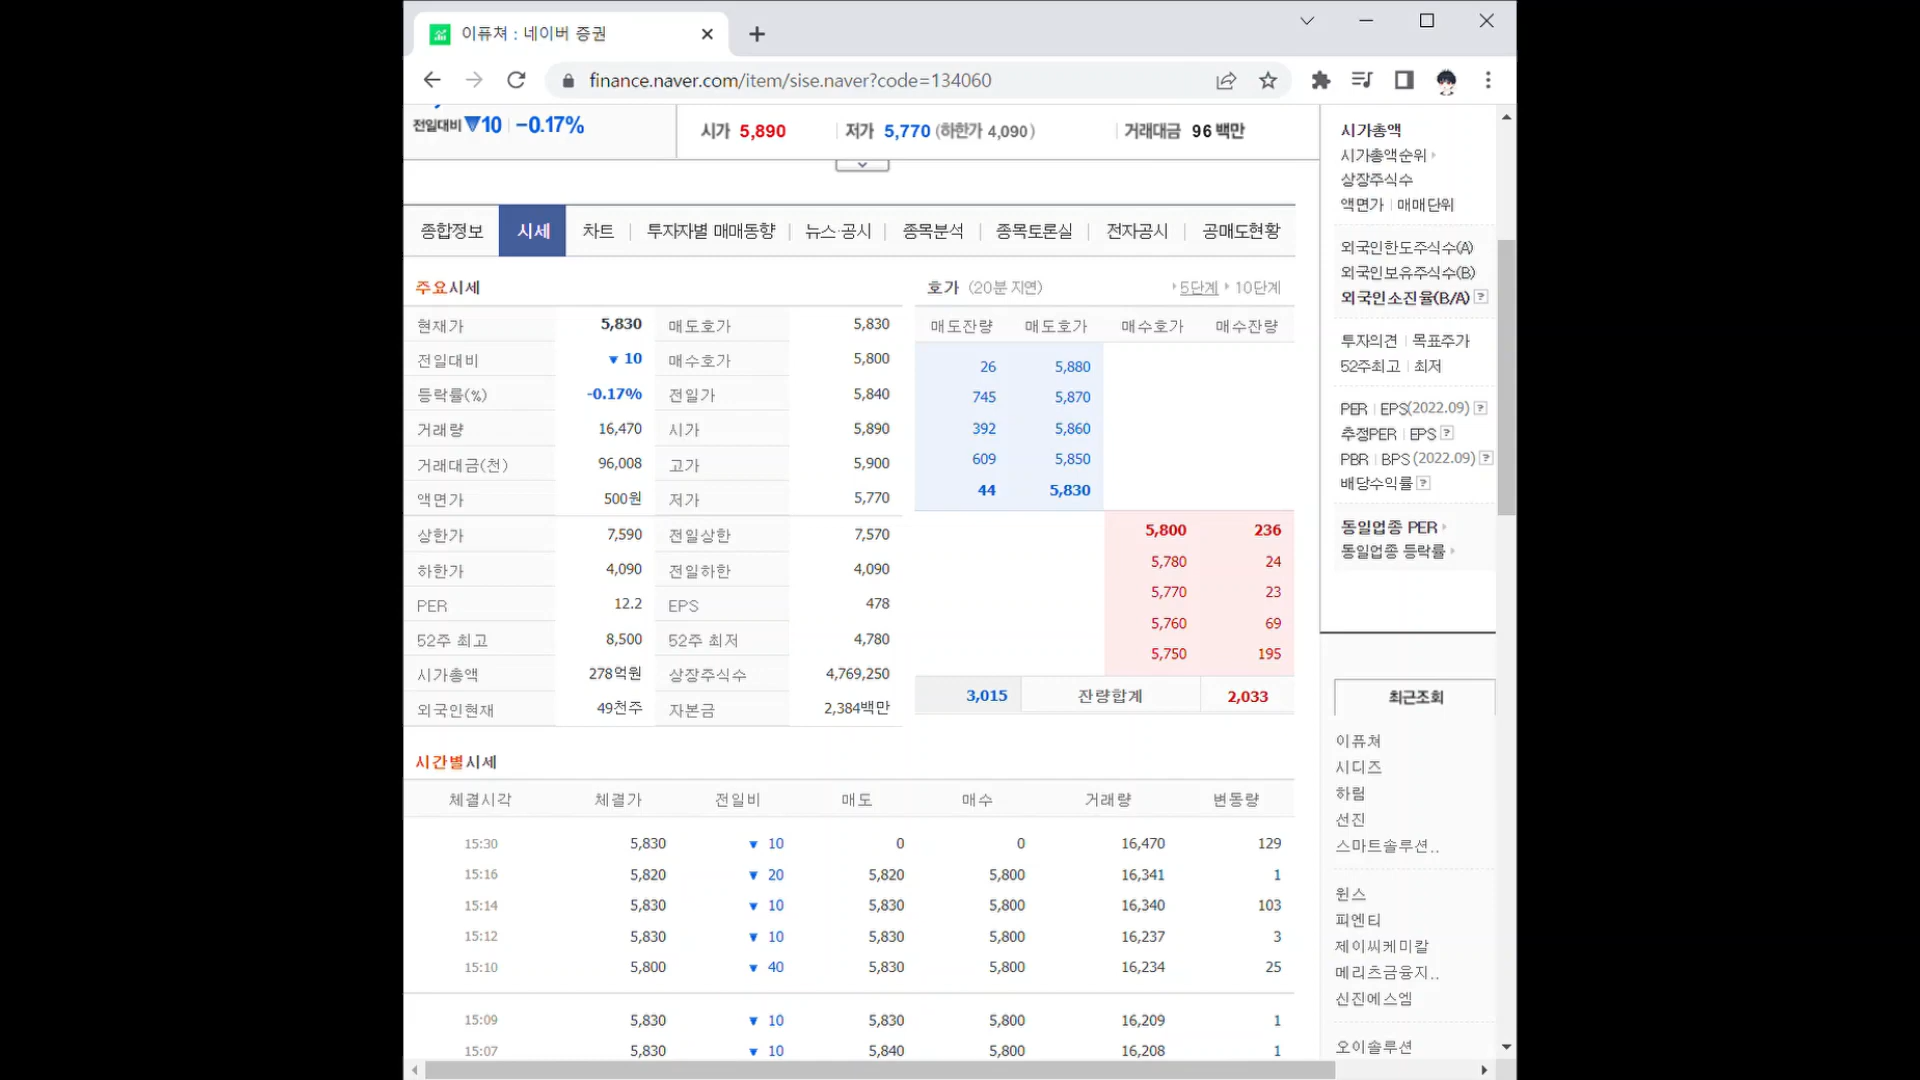 이퓨쳐 : 네이버 증권
finance.naver.com/item/sise.naver?code=134060
전일대비 ▼10 | -0.17%
시가 5,890 | 저가 5,770 (하한가 4,090) | 거래대금 96 백만
종합정보 시세 차트 | 투자자별 매매동향 | 뉴스·공시 | 종목분석 | 종목토론실 | 전자공시 | 공매도현황
주요시세
현재가 5,830 매도호가 5,830
전일대비 ▼ 10 매수호가 5,800
등락률(%) -0.17% 전일가 5,840
거래량 16,470 시가 5,890
거래대금(천) 96,008 고가 5,900
액면가 500원 저가 5,770
상한가 7,590 전일상한 7,570
하한가 4,090 전일하한 4,090
PER 12.2 EPS 478
52주 최고 8,500 52주 최저 4,780
시가총액 278억원 상장주식수 4,769,250
외국인현재 49천주 자본금 2,384백만
호가 (20분 지연) 5단계 10단계
매도잔량 매도호가 매수호가 매수잔량
26 5,880
745 5,870
392 5,860
609 5,850
44 5,830
5,800 236
5,780 24
5,770 23
5,760 69
5,750 195
3,015 잔량합계 2,033
시간별시세
체결시각 체결가 전일비 매도 매수 거래량 변동량
15:30 5,830 ▼ 10 0 0 16,470 129
15:16 5,820 ▼ 20 5,820 5,800 16,341 1
15:14 5,830 ▼ 10 5,830 5,800 16,340 103
15:12 5,830 ▼ 10 5,830 5,800 16,237 3
15:10 5,800 ▼ 40 5,830 5,800 16,234 25
15:09 5,830 ▼ 10 5,830 5,800 16,209 1
15:07 5,830 ▼ 10 5,840 5,800 16,208 1
시가총액
시가총액순위
상장주식수
액면가 | 매매단위
외국인한도주식수(A)
외국인보유주식수(B)
외국인소진율(B/A) ?
투자의견 | 목표주가
52주최고 | 최저
PER | EPS(2022.09) ?
추정PER | EPS ?
PBR | BPS (2022.09) ?
배당수익률 ?
동일업종 PER
동일업종 등락률
최근조회
이퓨쳐
시디즈
하림
선진
스마트솔루션..
윈스
피엔티
제이씨케미칼
메리츠금융지..
신진에스엠
오이솔루션